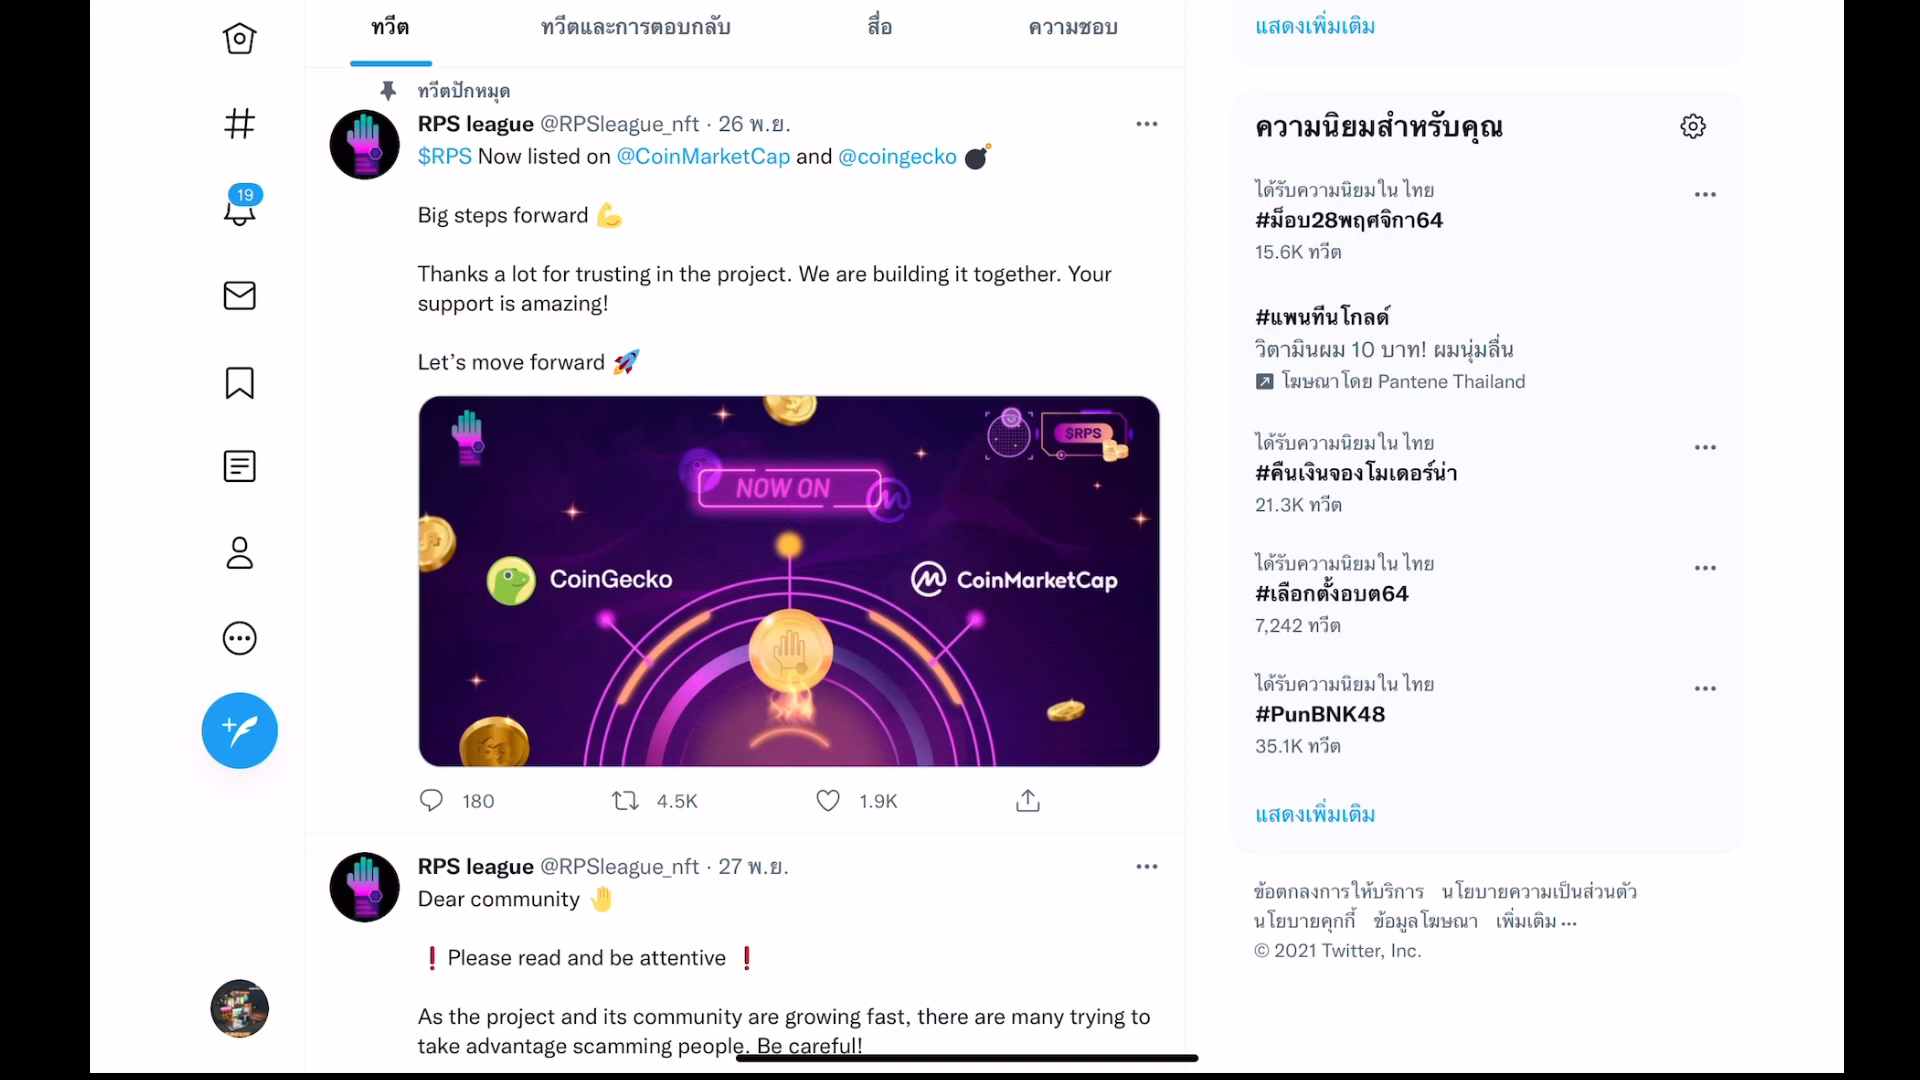 ทวีต
ทวีตและการตอบกลับ
สื่อ
ความชอบ
ทวีตปักหมุด
RPS league @RPSleague_nft · 26 พ.ย.
$RPS Now listed on @CoinMarketCap and @coingecko
Big steps forward
Thanks a lot for trusting in the project. We are building it together. Your
support is amazing!
Let’s move forward
$RPS
NOW ON
CoinGecko
CoinMarketCap
180
4.5K
1.9K
RPS league @RPSleague_nft · 27 พ.ย.
Dear community
❗ Please read and be attentive ❗
As the project and its community are growing fast, there are many trying to
take advantage scamming people. Be careful!
19
แสดงเพิ่มเติม
ความนิยมสำหรับคุณ
ได้รับความนิยมใน ไทย
#ม็อบ28พฤศจิกา64
15.6K ทวีต
#แพนทีนโกลด์
วิตามินผม 10 บาท! ผมนุ่มลื่น
โฆษณาโดย Pantene Thailand
ได้รับความนิยมใน ไทย
#คืนเงินจองโมเดอร์น่า
21.3K ทวีต
ได้รับความนิยมใน ไทย
#เลือกตั้งอบต64
7,242 ทวีต
ได้รับความนิยมใน ไทย
#PunBNK48
35.1K ทวีต
แสดงเพิ่มเติม
ข้อตกลงการให้บริการ นโยบายความเป็นส่วนตัว
นโยบายคุกกี้ ข้อมูลโฆษณา เพิ่มเติม ···
© 2021 Twitter, Inc.